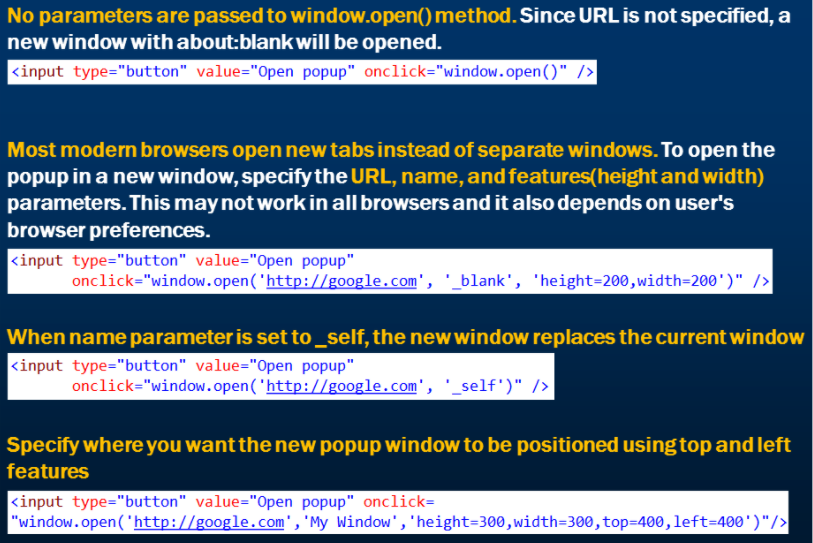 No parameters are passed to window.open() method. Since URL is not specified, a
new window with about:blank will be opened.
<input type="button" value="Open popup" onclick="window.open()" />
Most modern browsers open new tabs instead of separate windows. To open the
popup in a new window, specify the URL, name, and features(height and width)
parameters. This may not work in all browsers and it also depends on user's
browser preferences.
<input type="button" value="Open popup"
onclick="window.open('http://google.com', '_blank', 'height=200,width=200')" />
When name parameter is set to _self, the new window replaces the current window
<input type="button" value="Open popup"
onclick="window.open('http://google.com', '_self')" />
Specify where you want the new popup window to be positioned using top and left
features
<input type="button" value="Open popup" onclick=
"window.open('http://google.com','My Window','height=300,width=300,top=400,left=400')"/>